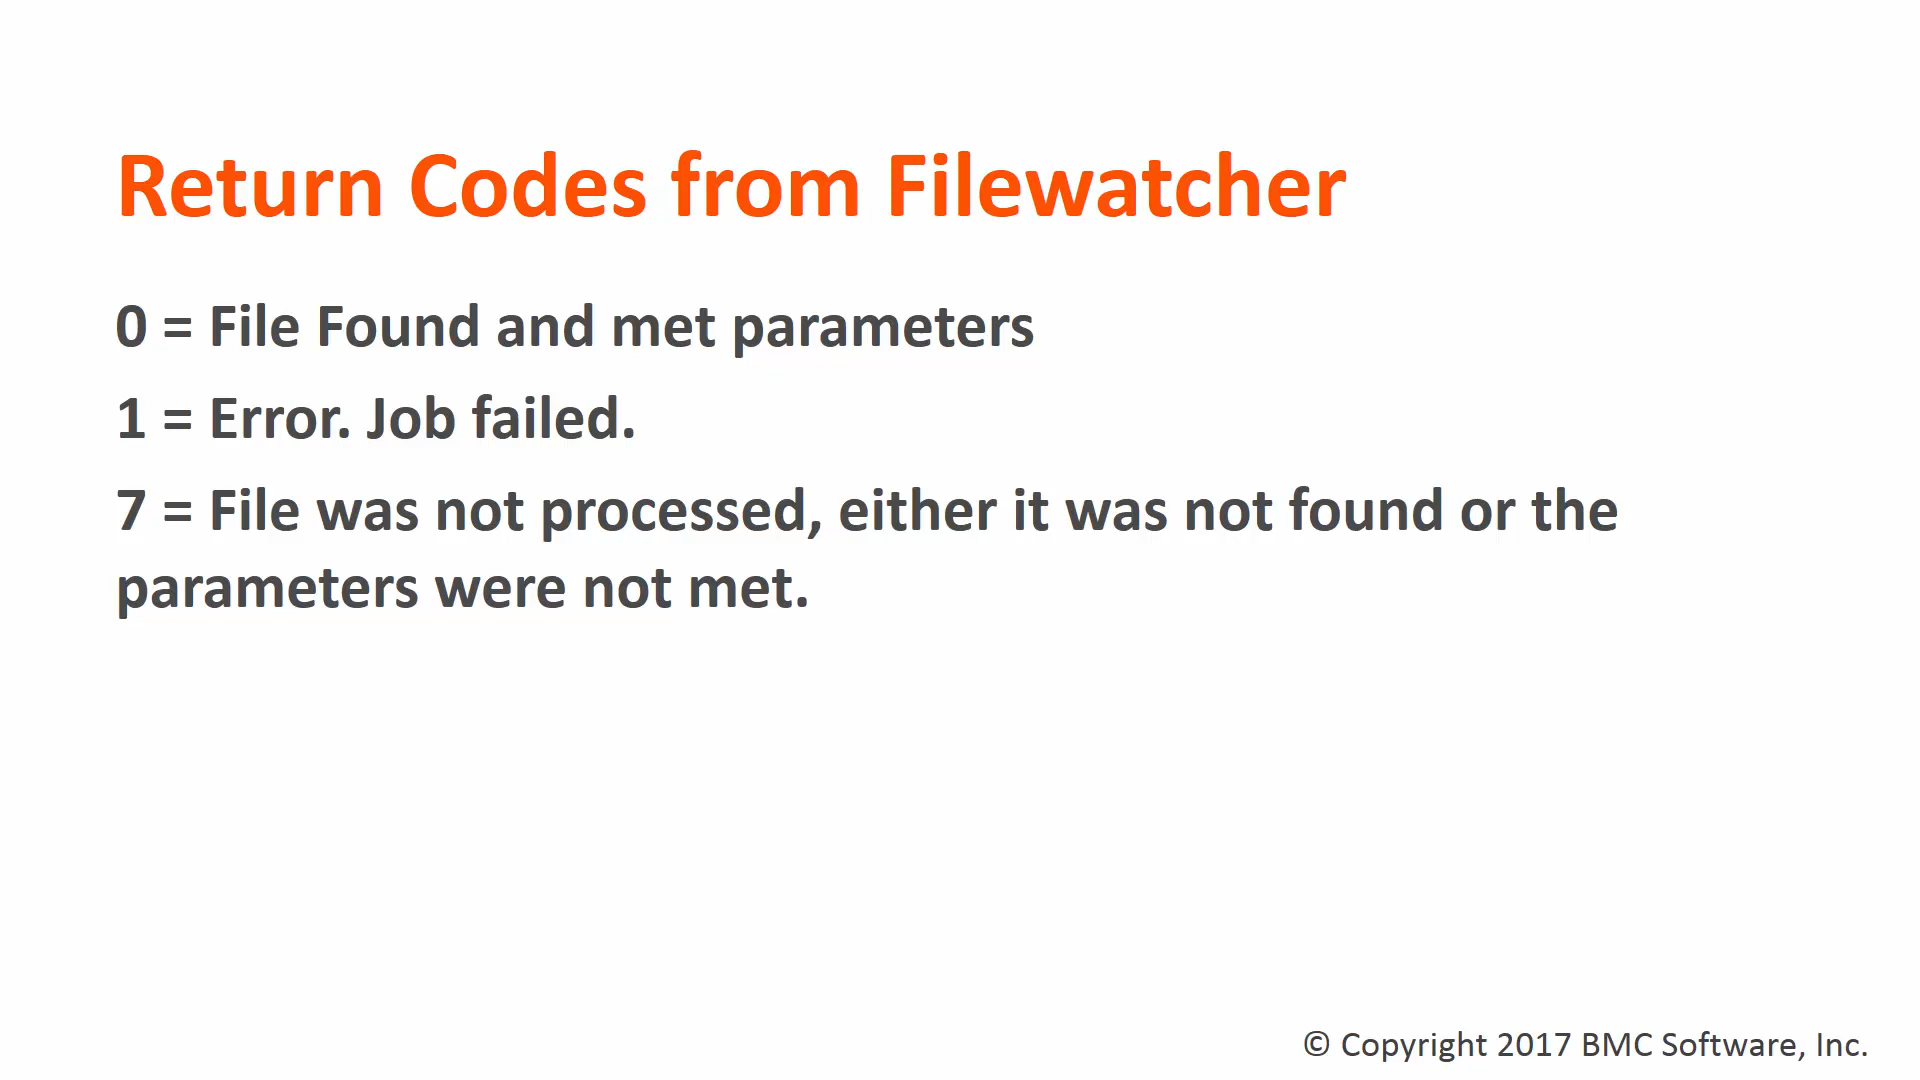 Return Codes from Filewatcher
0 = File Found and met parameters
1 = Error. Job failed.
7 = File was not processed, either it was not found or the
parameters were not met.
© Copyright 2017 BMC Software, Inc.